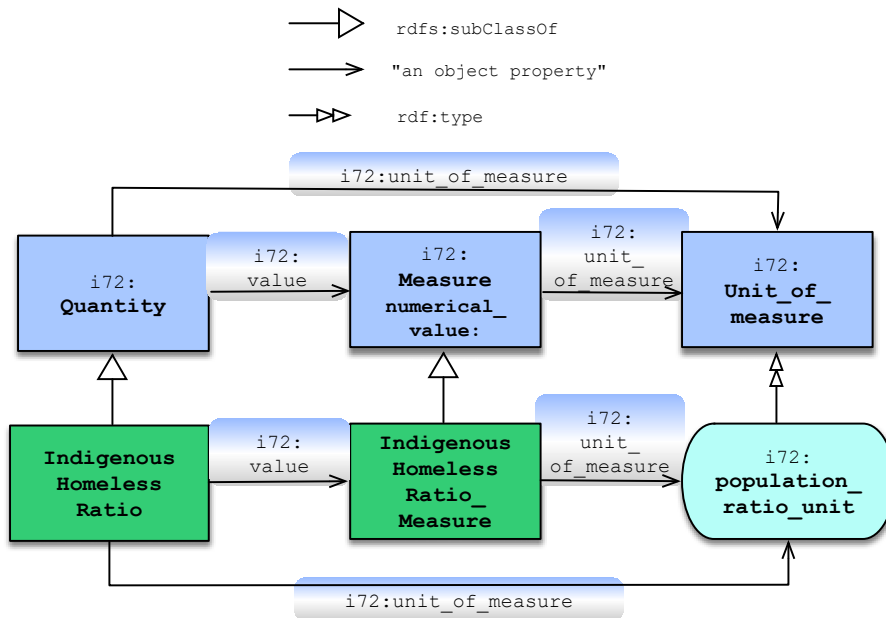 rdfs:subClassOf
"an object property"
rdf:type
i72:unit_of_measure
i72:
Quantity
i72:
value
i72:
Measure
numerical_
value:
i72:
unit_
of_measure
i72:
Unit_of_
measure
Indigenous
Homeless
Ratio
i72:
value
Indigenous
Homeless
Ratio_
Measure
i72:
unit_
of_measure
i72:
population_
ratio_unit
i72:unit_of_measure